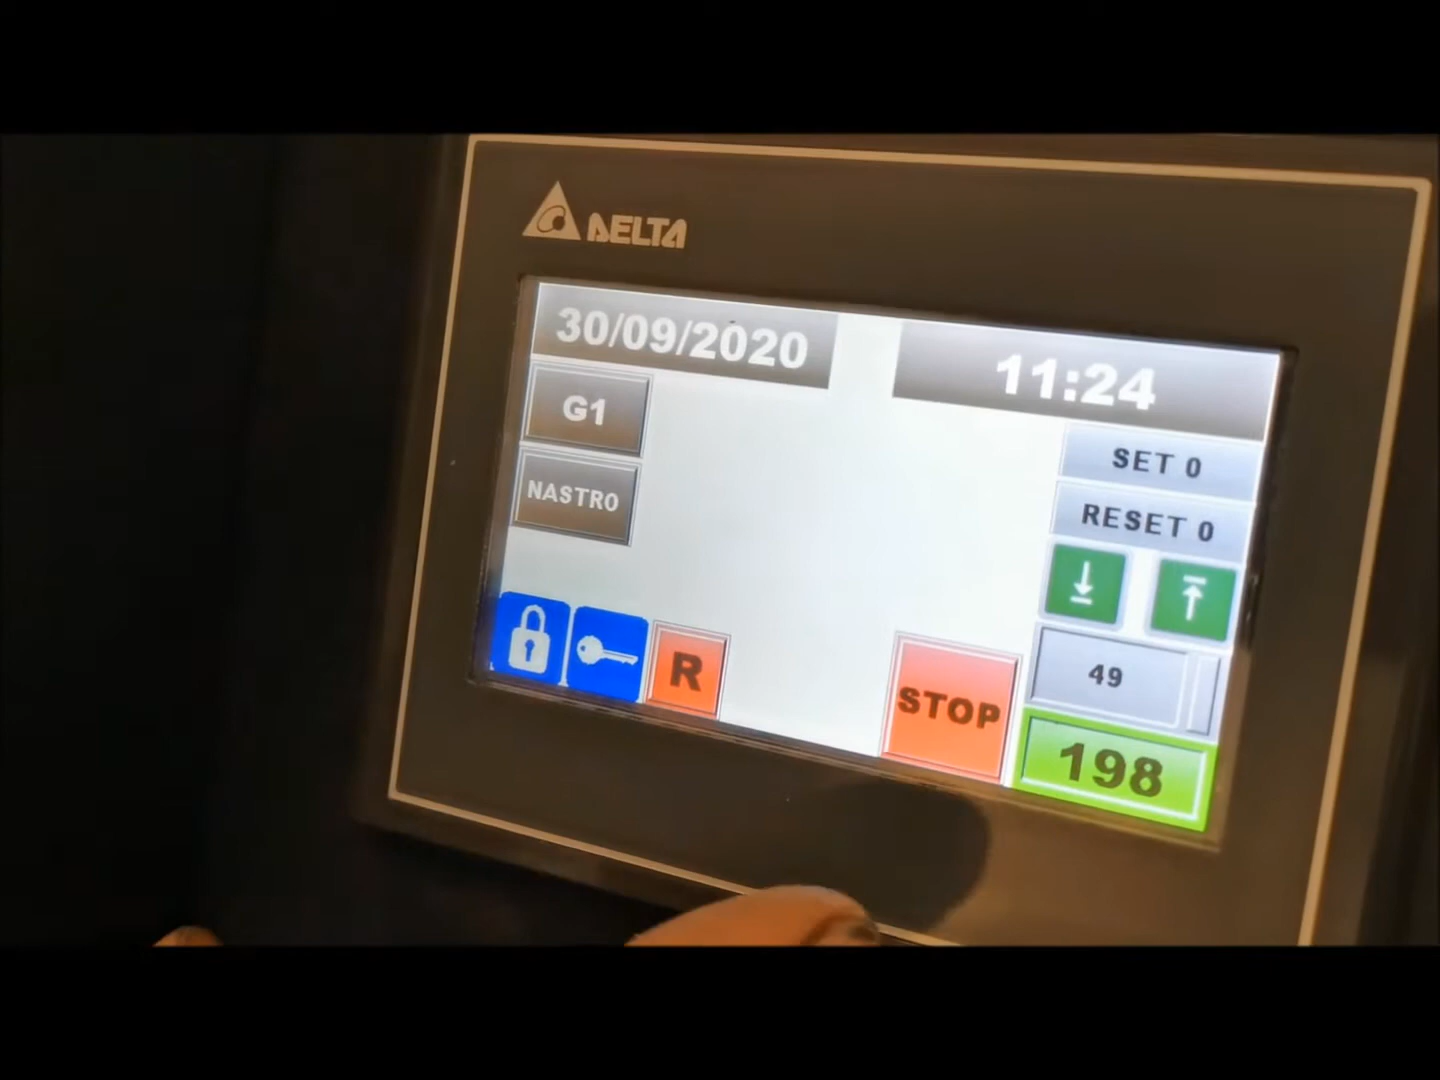 DELTA
30/09/2020
11:24
G1
NASTRO
SET 0
RESET 0
49
R
STOP
198